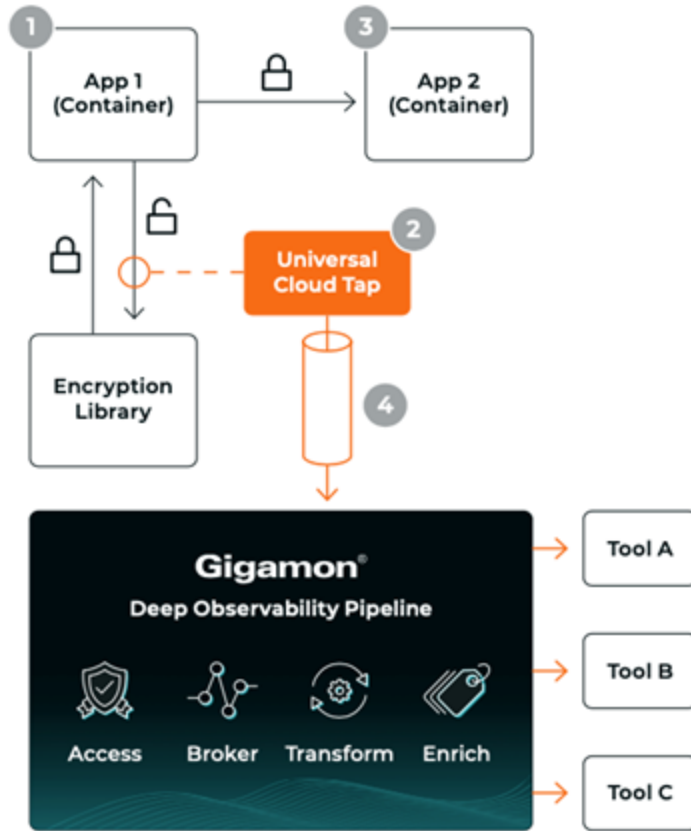 1
App 1
(Container)
3
App 2
(Container)
2
Universal
Cloud Tap
Encryption
Library
4
Gigamon®
Deep Observability Pipeline
Access
Broker
Transform
Enrich
Tool A
Tool B
Tool C